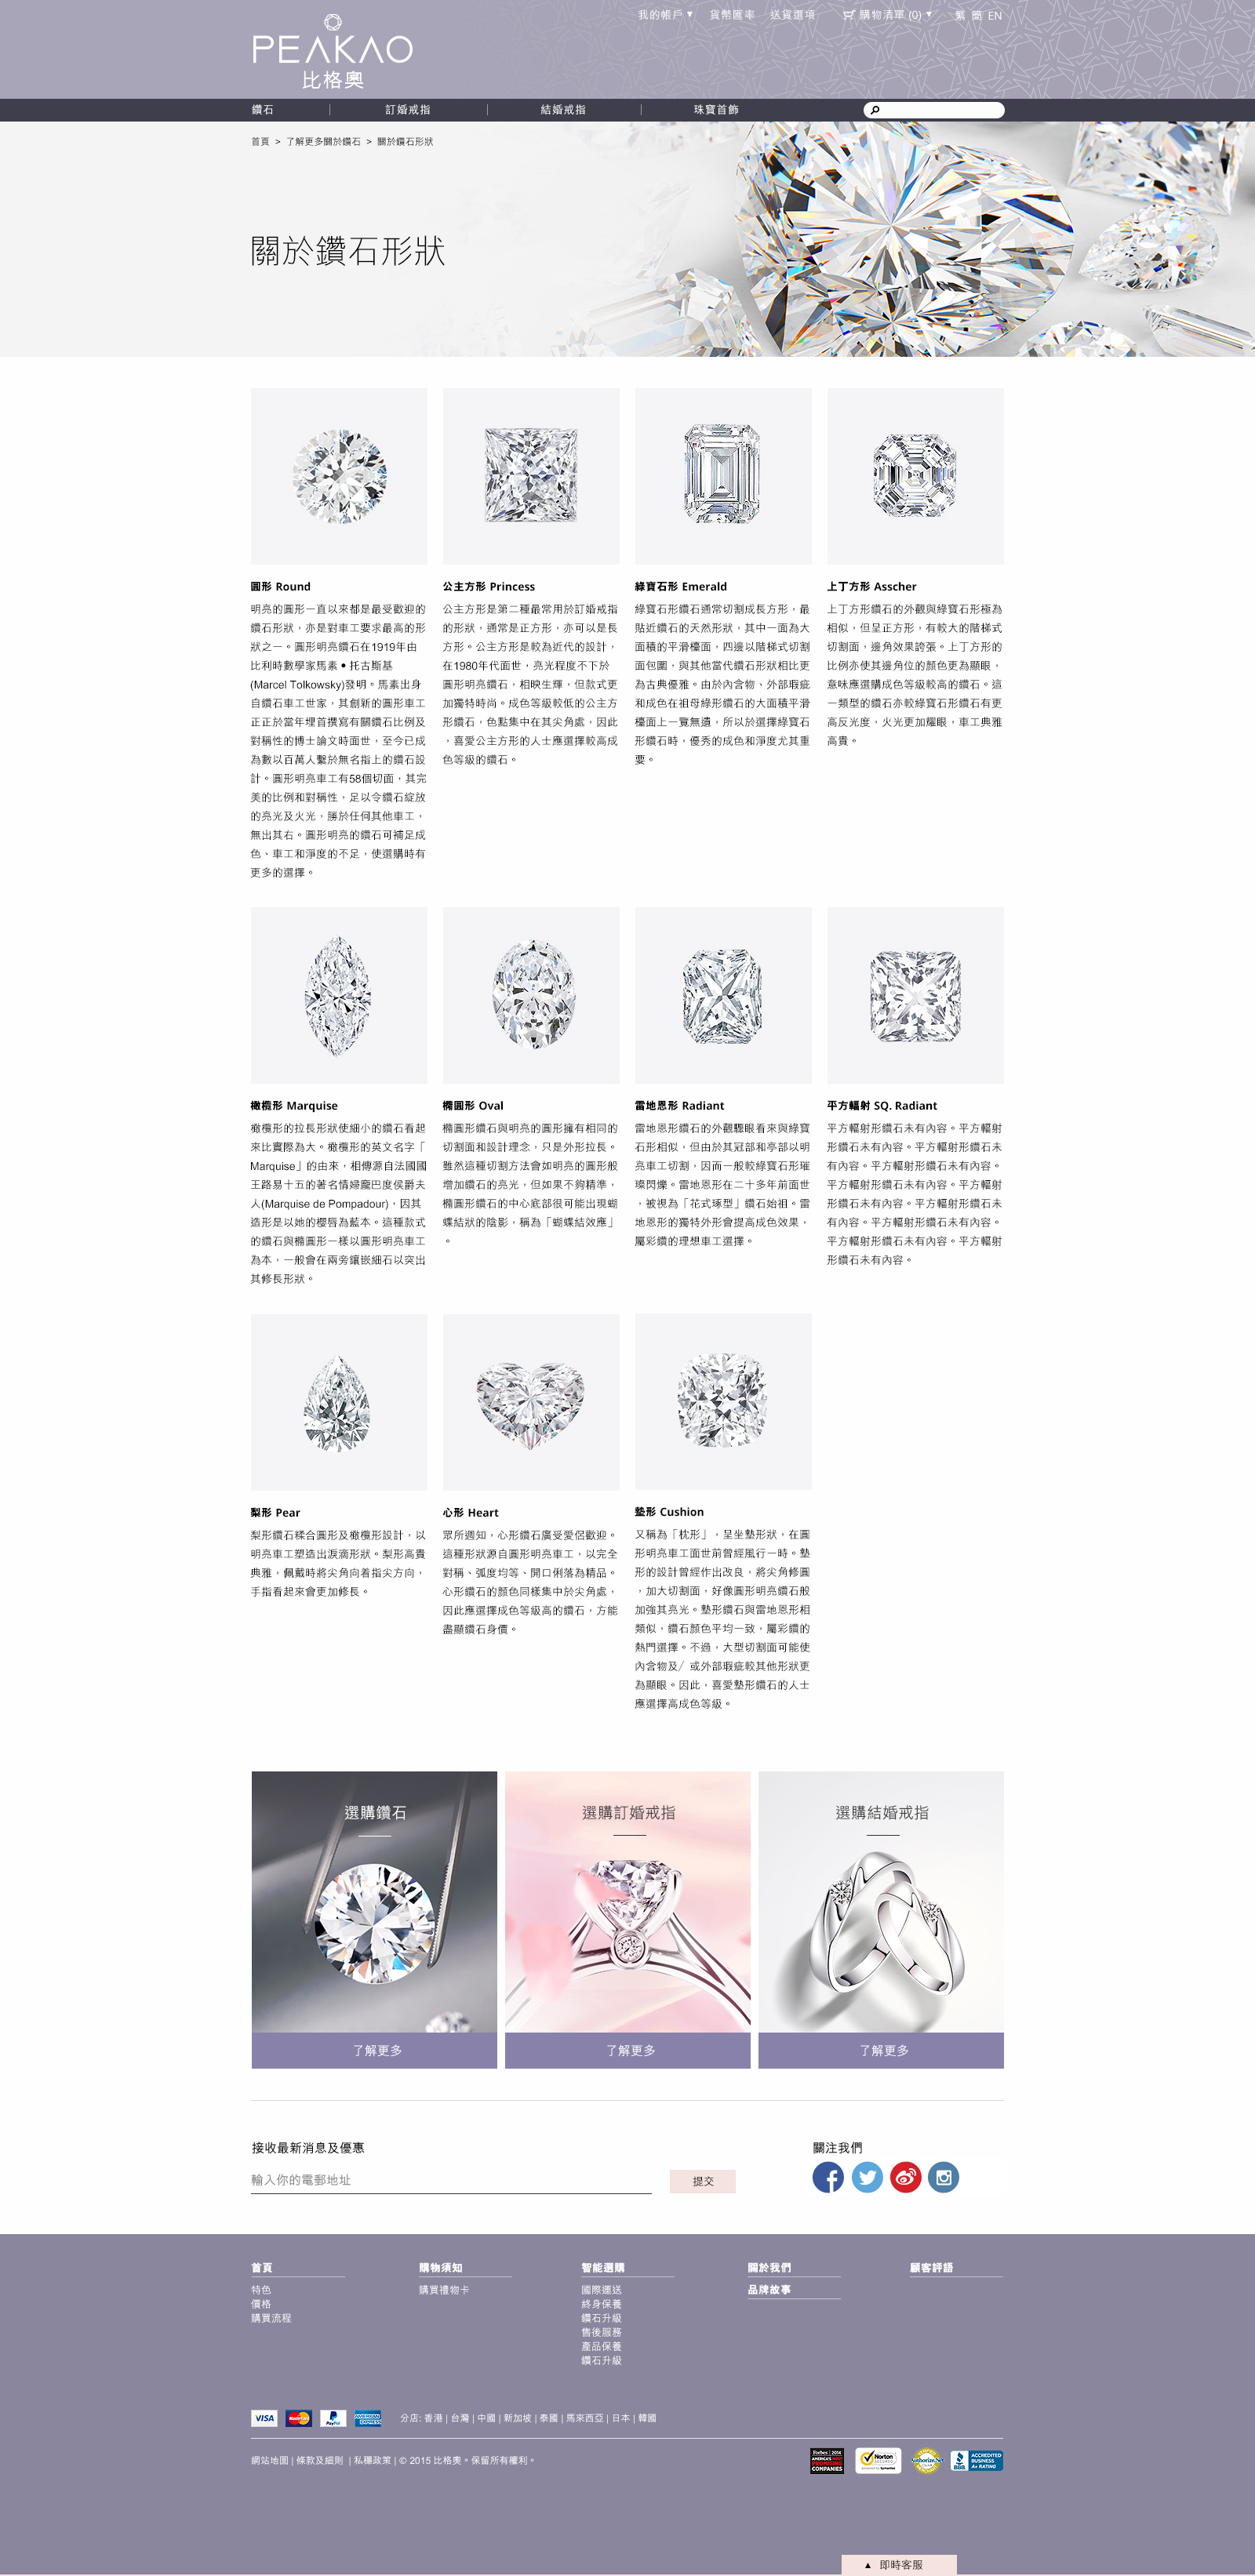 我的帳戶 ▼ 貨幣匯率 送貨選項 購物清單 (0) ▼ 繁 簡 EN
PEAKAO
比格奧
鑽石 | 訂婚戒指 | 結婚戒指 | 珠寶首飾
首頁 > 了解更多關於鑽石 > 關於鑽石形狀
關於鑽石形狀
圓形 Round
明亮的圓形一直以來都是最受歡迎的
鑽石形狀，亦是對車工要求最高的形
狀之一。圓形明亮鑽石在1919年由
比利時數學家馬素•托古斯基
(Marcel Tolkowsky)發明。馬素出身
自鑽石車工世家，其創新的圓形車工
正正於當年埋首撰寫有關鑽石比例及
對稱性的博士論文時面世，至今已成
為數以百萬人繫於無名指上的鑽石設
計。圓形明亮車工有58個切面，其完
美的比例和對稱性，足以令鑽石綻放
的亮光及火光，勝於任何其他車工，
無出其右。圓形明亮的鑽石可補足成
色、車工和淨度的不足，使選購時有
更多的選擇。
公主方形 Princess
公主方形是第二種最常用於訂婚戒指
的形狀，通常是正方形，亦可以是長
方形。公主方形是較為近代的設計，
在1980年代面世，亮光程度不下於
圓形明亮鑽石，相映生輝，但款式更
加獨特時尚。成色等級較低的公主方
形鑽石，色點集中在其尖角處，因此
，喜愛公主方形的人士應選擇較高成
色等級的鑽石。
綠寶石形 Emerald
綠寶石形鑽石通常切割成長方形，最
貼近鑽石的天然形狀，其中一面為大
面積的平滑檯面，四邊以階梯式切割
面包圍，與其他當代鑽石形狀相比更
為古典優雅。由於內含物、外部瑕疵
和成色在祖母綠形鑽石的大面積平滑
檯面上一覽無遺，所以於選擇綠寶石
形鑽石時，優秀的成色和淨度尤其重
要。
上丁方形 Asscher
上丁方形鑽石的外觀與綠寶石形極為
相似，但呈正方形，有較大的階梯式
切割面，邊角效果誇張。上丁方形的
比例亦使其邊角位的顏色更為顯眼，
意味應選購成色等級較高的鑽石。這
一類型的鑽石亦較綠寶石形鑽石有更
高反光度，火光更加耀眼，車工典雅
高貴。
橄欖形 Marquise
橄欖形的拉長形狀使細小的鑽石看起
來比實際為大。橄欖形的英文名字「
Marquise」的由來，相傳源自法國國
王路易十五的著名情婦龐巴度侯爵夫
人(Marquise de Pompadour)，因其
造形是以她的櫻唇為藍本。這種款式
的鑽石與橢圓形一樣以圓形明亮車工
為本，一般會在兩旁鑲嵌細石以突出
其修長形狀。
橢圓形 Oval
橢圓形鑽石與明亮的圓形擁有相同的
切割面和設計理念，只是外形拉長。
雖然這種切割方法會如明亮的圓形般
增加鑽石的亮光，但如果不夠精準，
橢圓形鑽石的中心底部很可能出現蝴
蝶結狀的陰影，稱為「蝴蝶結效應」
。
雷地恩形 Radiant
雷地恩形鑽石的外觀驟眼看來與綠寶
石形相似，但由於其冠部和亭部以明
亮車工切割，因而一般較綠寶石形璀
璨閃爍。雷地恩形在二十多年前面世
，被視為「花式琢型」鑽石始祖。雷
地恩形的獨特外形會提高成色效果，
屬彩鑽的理想車工選擇。
平方輻射 SQ. Radiant
平方輻射形鑽石未有內容。平方輻射
形鑽石未有內容。平方輻射形鑽石未
有內容。平方輻射形鑽石未有內容。
平方輻射形鑽石未有內容。平方輻射
形鑽石未有內容。平方輻射形鑽石未
有內容。平方輻射形鑽石未有內容。
平方輻射形鑽石未有內容。平方輻射
形鑽石未有內容。
梨形 Pear
梨形鑽石糅合圓形及橄欖形設計，以
明亮車工塑造出淚滴形狀。梨形高貴
典雅，佩戴時將尖角向着指尖方向，
手指看起來會更加修長。
心形 Heart
眾所週知，心形鑽石廣受愛侶歡迎。
這種形狀源自圓形明亮車工，以完全
對稱、弧度均等、開口俐落為精品。
心形鑽石的顏色同樣集中於尖角處，
因此應選擇成色等級高的鑽石，方能
盡顯鑽石身價。
墊形 Cushion
又稱為「枕形」，呈坐墊形狀，在圓
形明亮車工面世前曾經風行一時。墊
形的設計曾經作出改良，將尖角修圓
，加大切割面，好像圓形明亮鑽石般
加強其亮光。墊形鑽石與雷地恩形相
類似，鑽石顏色平均一致，屬彩鑽的
熱門選擇。不過，大型切割面可能使
內含物及/ 或外部瑕疵較其他形狀更
為顯眼。因此，喜愛墊形鑽石的人士
應選擇高成色等級。
選購鑽石
了解更多
選購訂婚戒指
了解更多
選購結婚戒指
了解更多
接收最新消息及優惠
輸入你的電郵地址
提交
關注我們
首頁
特色
價格
購買流程
購物須知
購買禮物卡
智能選購
國際運送
終身保養
鑽石升級
售後服務
產品保養
鑽石升級
關於我們
品牌故事
顧客評語
VISA MasterCard PayPal AMERICAN EXPRESS
分店: 香港 | 台灣 | 中國 | 新加坡 | 泰國 | 馬來西亞 | 日本 | 韓國
網站地圖 | 條款及細則 | 私穩政策 | © 2015 比格奧。保留所有權利。
Forbes 2014 AMERICA'S MOST PROMISING COMPANIES
Norton SECURED powered by Symantec
Authorize.Net
BBB ACCREDITED BUSINESS A+ RATING
▲ 即時客服